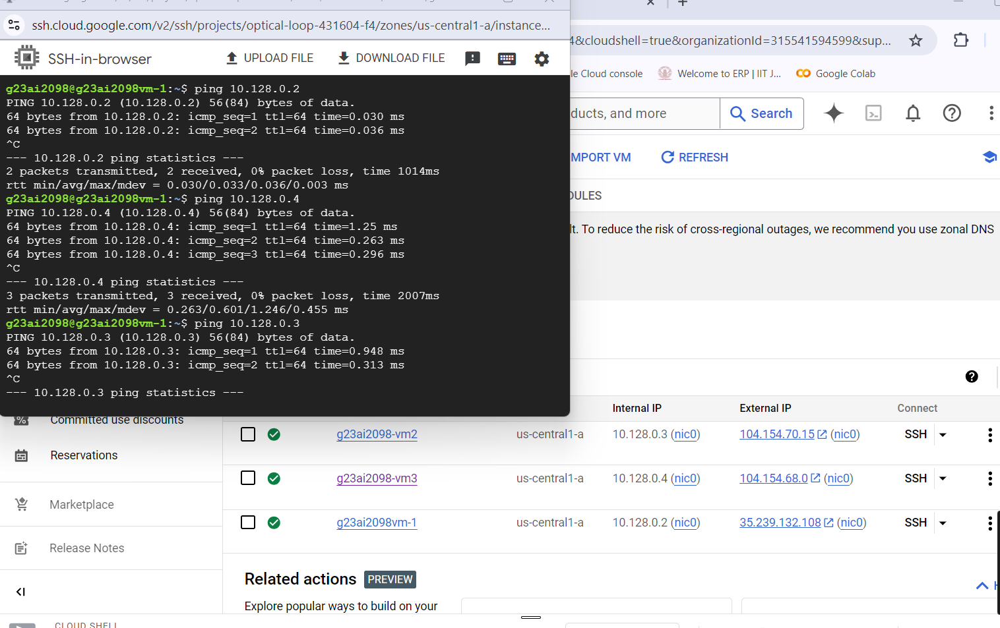 ssh.cloud.google.com/v2/ssh/projects/optical-loop-431604-f4/zones/us-central1-a/instance...
SSH-in-browser
UPLOAD FILE
DOWNLOAD FILE
g23ai2098@g23ai2098vm-1:~$ ping 10.128.0.2
PING 10.128.0.2 (10.128.0.2) 56(84) bytes of data.
64 bytes from 10.128.0.2: icmp_seq=1 ttl=64 time=0.030 ms
64 bytes from 10.128.0.2: icmp_seq=2 ttl=64 time=0.036 ms
^C
--- 10.128.0.2 ping statistics ---
2 packets transmitted, 2 received, 0% packet loss, time 1014ms
rtt min/avg/max/mdev = 0.030/0.033/0.036/0.003 ms
g23ai2098@g23ai2098vm-1:~$ ping 10.128.0.4
PING 10.128.0.4 (10.128.0.4) 56(84) bytes of data.
64 bytes from 10.128.0.4: icmp_seq=1 ttl=64 time=1.25 ms
64 bytes from 10.128.0.4: icmp_seq=2 ttl=64 time=0.263 ms
64 bytes from 10.128.0.4: icmp_seq=3 ttl=64 time=0.296 ms
^C
--- 10.128.0.4 ping statistics ---
3 packets transmitted, 3 received, 0% packet loss, time 2007ms
rtt min/avg/max/mdev = 0.263/0.601/1.246/0.455 ms
g23ai2098@g23ai2098vm-1:~$ ping 10.128.0.3
PING 10.128.0.3 (10.128.0.3) 56(84) bytes of data.
64 bytes from 10.128.0.3: icmp_seq=1 ttl=64 time=0.948 ms
64 bytes from 10.128.0.3: icmp_seq=2 ttl=64 time=0.313 ms
^C
--- 10.128.0.3 ping statistics ---
4&cloudshell=true&organizationId=315541594599&sup...
le Cloud console
Welcome to ERP | IIT J...
Google Colab
ducts, and more
Search
MPORT VM
REFRESH
DULES
lt. To reduce the risk of cross-regional outages, we recommend you use zonal DNS
Committed use discounts
Reservations
Marketplace
Release Notes
Internal IP External IP Connect
g23ai2098-vm2 us-central1-a 10.128.0.3 (nic0) 104.154.70.15 (nic0) SSH
g23ai2098-vm3 us-central1-a 10.128.0.4 (nic0) 104.154.68.0 (nic0) SSH
g23ai2098vm-1 us-central1-a 10.128.0.2 (nic0) 35.239.132.108 (nic0) SSH
Related actions PREVIEW
H
Explore popular ways to build on your
CLOUD SHELL